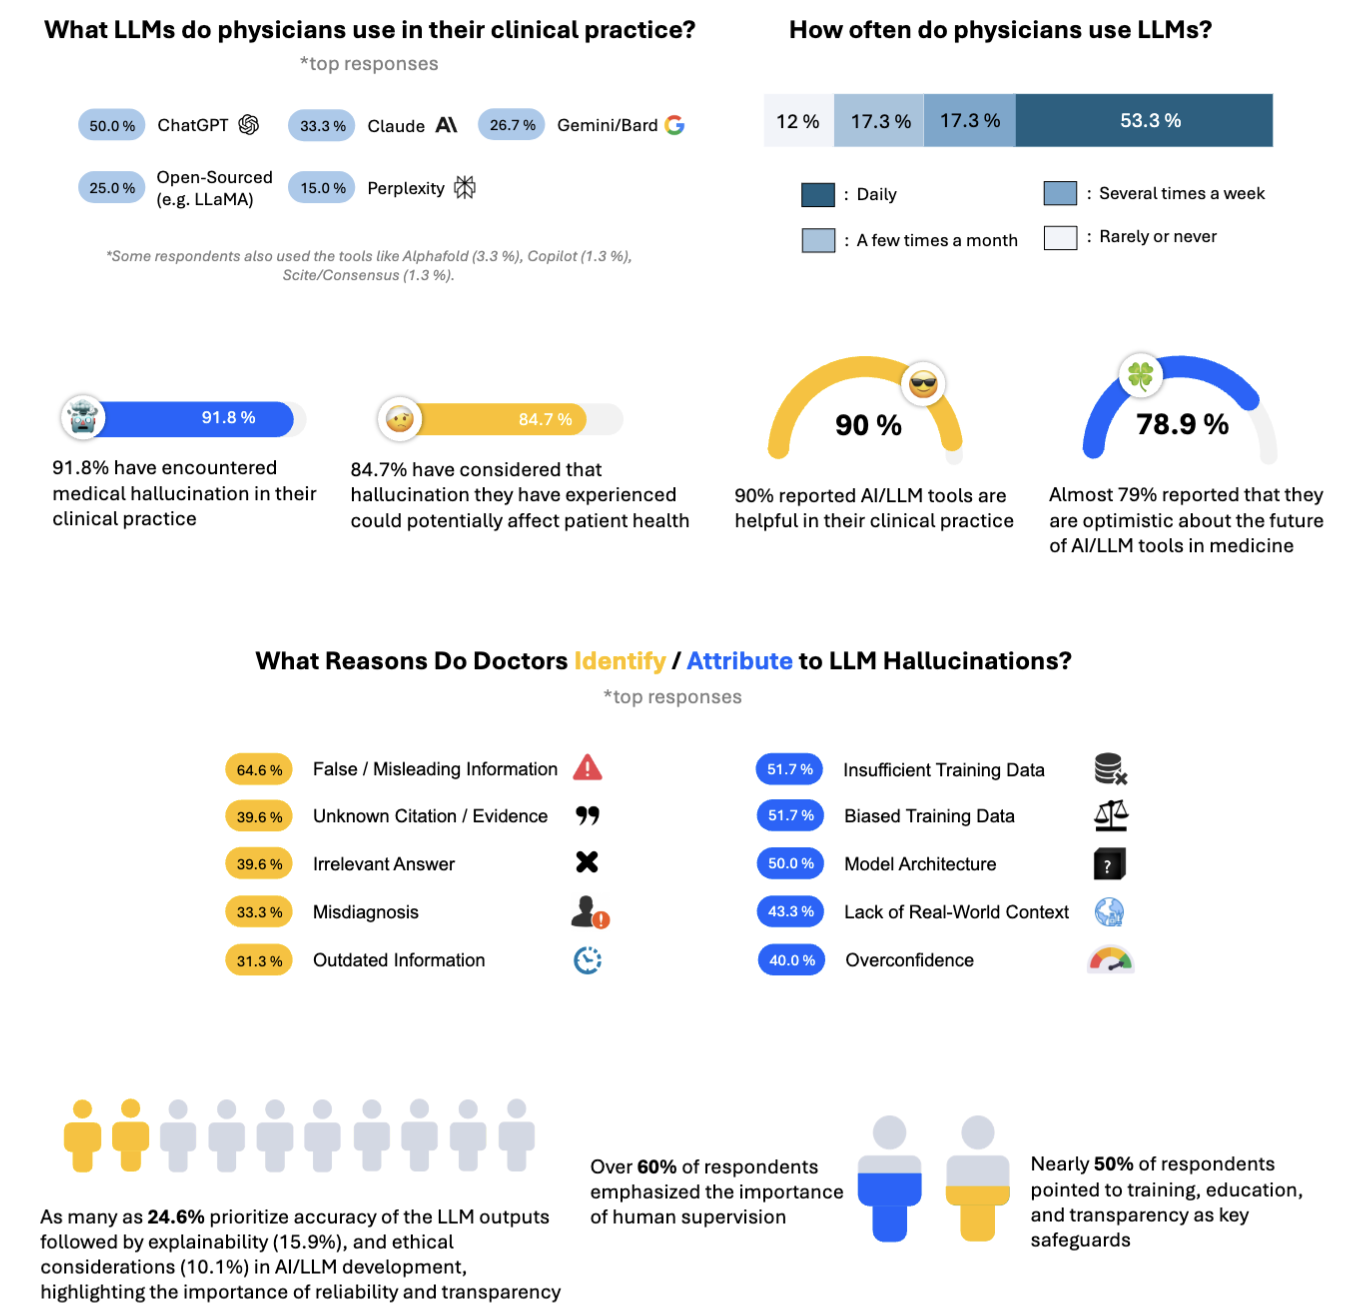 What LLMs do physicians use in their clinical practice?
*top responses
50.0 % ChatGPT
33.3 % Claude
26.7 % Gemini/Bard
25.0 % Open-Sourced
(e.g. LLaMA)
15.0 % Perplexity
*Some respondents also used the tools like Alphafold (3.3 %), Copilot (1.3 %),
Scite/Consensus (1.3 %).
How often do physicians use LLMs?
12 % 17.3 % 17.3 % 53.3 %
: Daily
: Several times a week
: A few times a month
: Rarely or never
91.8 %
91.8% have encountered
medical hallucination in their
clinical practice
84.7 %
84.7% have considered that
hallucination they have experienced
could potentially affect patient health
90 %
90% reported AI/LLM tools are
helpful in their clinical practice
78.9 %
Almost 79% reported that they
are optimistic about the future
of AI/LLM tools in medicine
What Reasons Do Doctors Identify / Attribute to LLM Hallucinations?
*top responses
64.6 % False / Misleading Information
39.6 % Unknown Citation / Evidence
39.6 % Irrelevant Answer
33.3 % Misdiagnosis
31.3 % Outdated Information
51.7 % Insufficient Training Data
51.7 % Biased Training Data
50.0 % Model Architecture
?
43.3 % Lack of Real-World Context
40.0 % Overconfidence
As many as 24.6% prioritize accuracy of the LLM outputs
followed by explainability (15.9%), and ethical
considerations (10.1%) in AI/LLM development,
highlighting the importance of reliability and transparency
Over 60% of respondents
emphasized the importance
of human supervision
Nearly 50% of respondents
pointed to training, education,
and transparency as key
safeguards